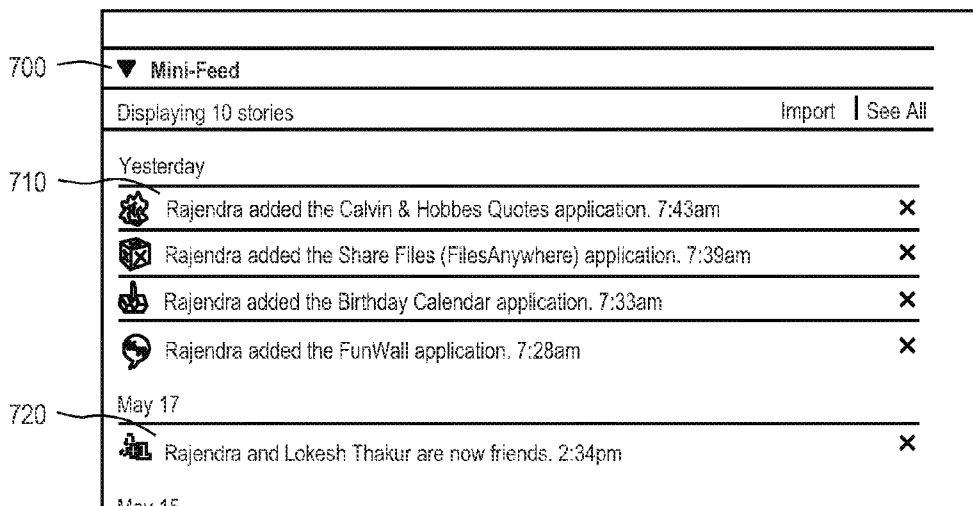 700
Mini-Feed
Displaying 10 stories Import See All
Yesterday
710
Rajendra added the Calvin & Hobbes Quotes application. 7:43am
Rajendra added the Share Files (FilesAnywhere) application. 7:39am
Rajendra added the Birthday Calendar application. 7:33am
Rajendra added the FunWall application. 7:28am
May 17
720
Rajendra and Lokesh Thakur are now friends. 2:34pm
May 15